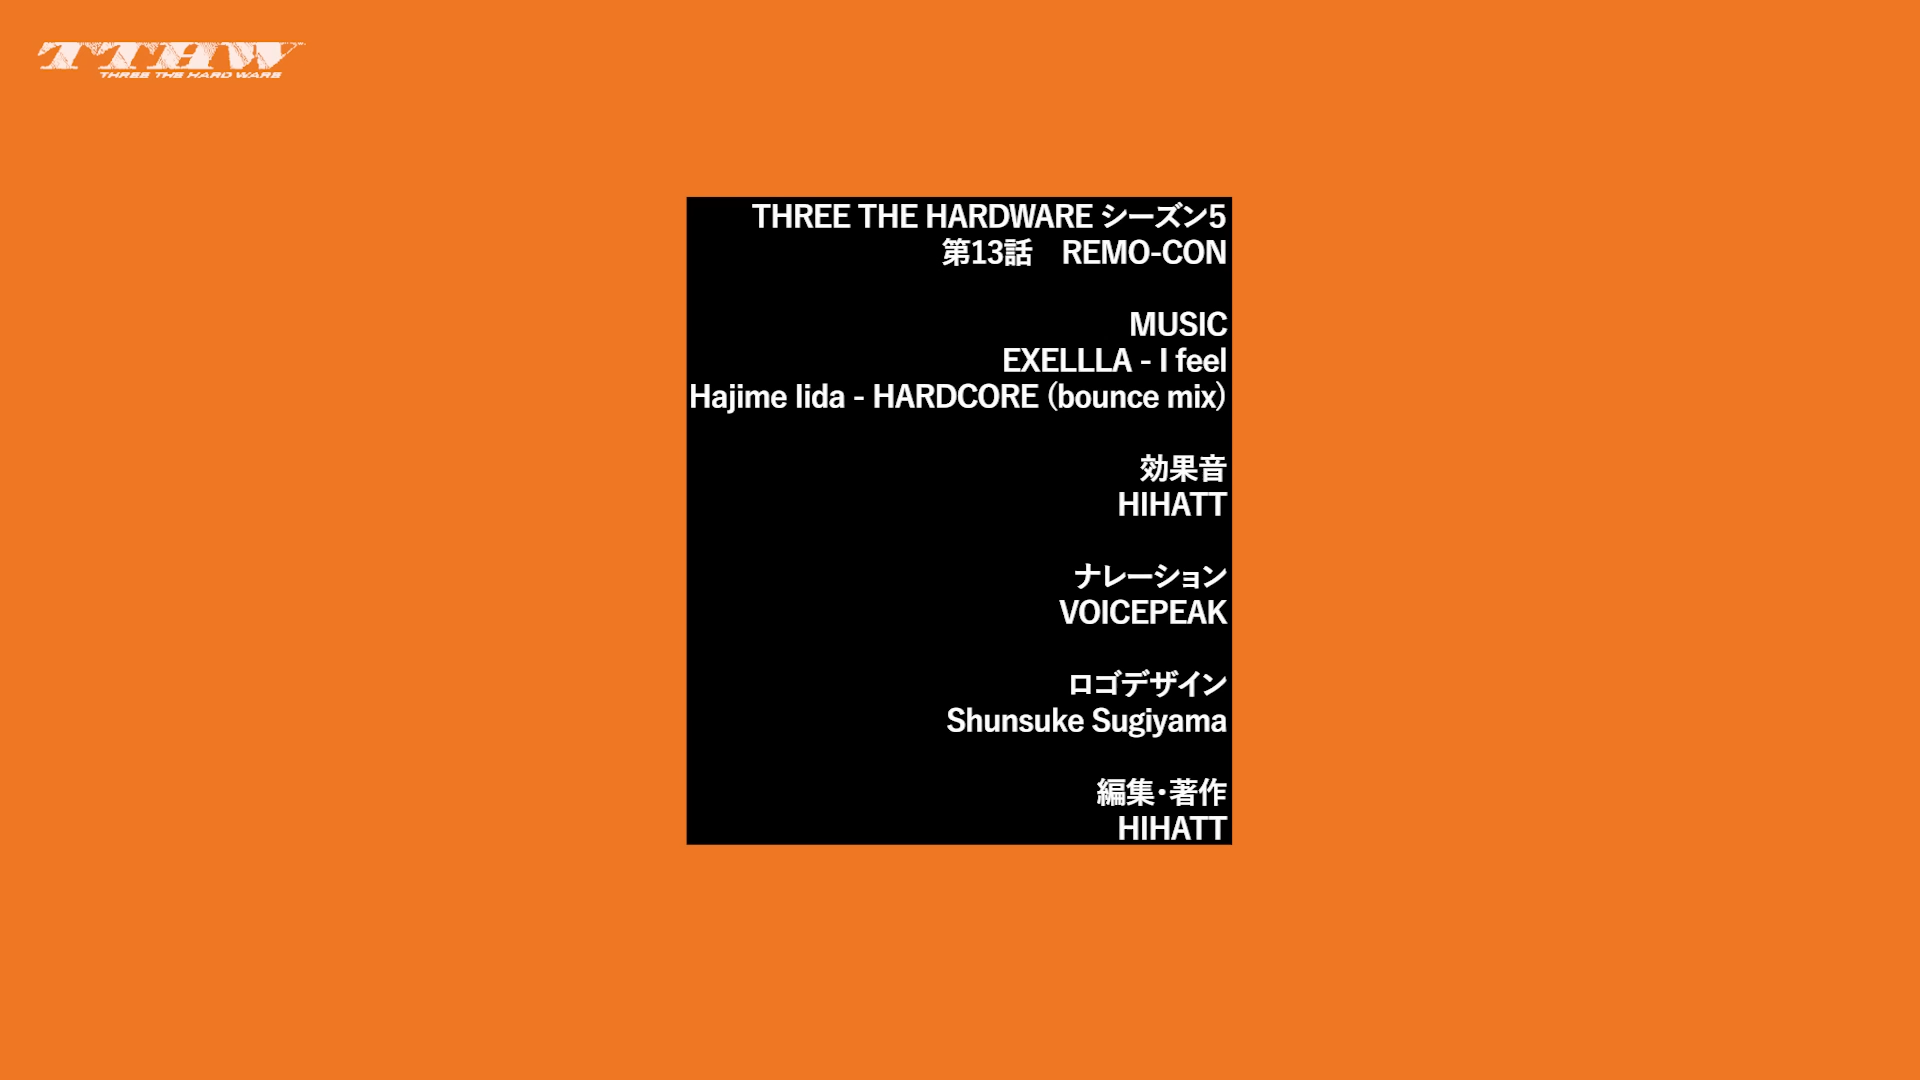 TTHW
THREE THE HARD WARE
THREE THE HARDWARE シーズン5
第13話　REMO-CON
MUSIC
EXELLLA - I feel
Hajime Iida - HARDCORE (bounce mix)
効果音
HIHATT
ナレーション
VOICEPEAK
ロゴデザイン
Shunsuke Sugiyama
編集・著作
HIHATT